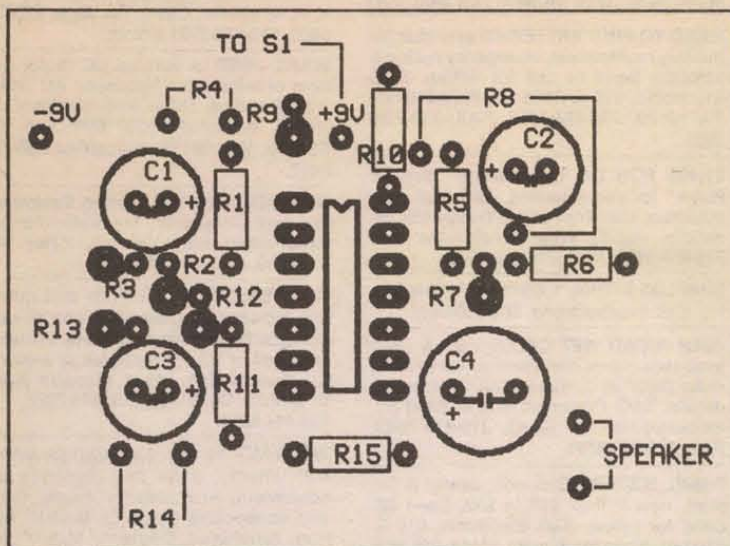 TO S1
-9V
R4
R9
+9V
R8
C1
+
R10
+
C2
R1
R5
R2
R3
R12
R7
R6
R13
C3
+
R11
C4
+
R15
SPEAKER
R14